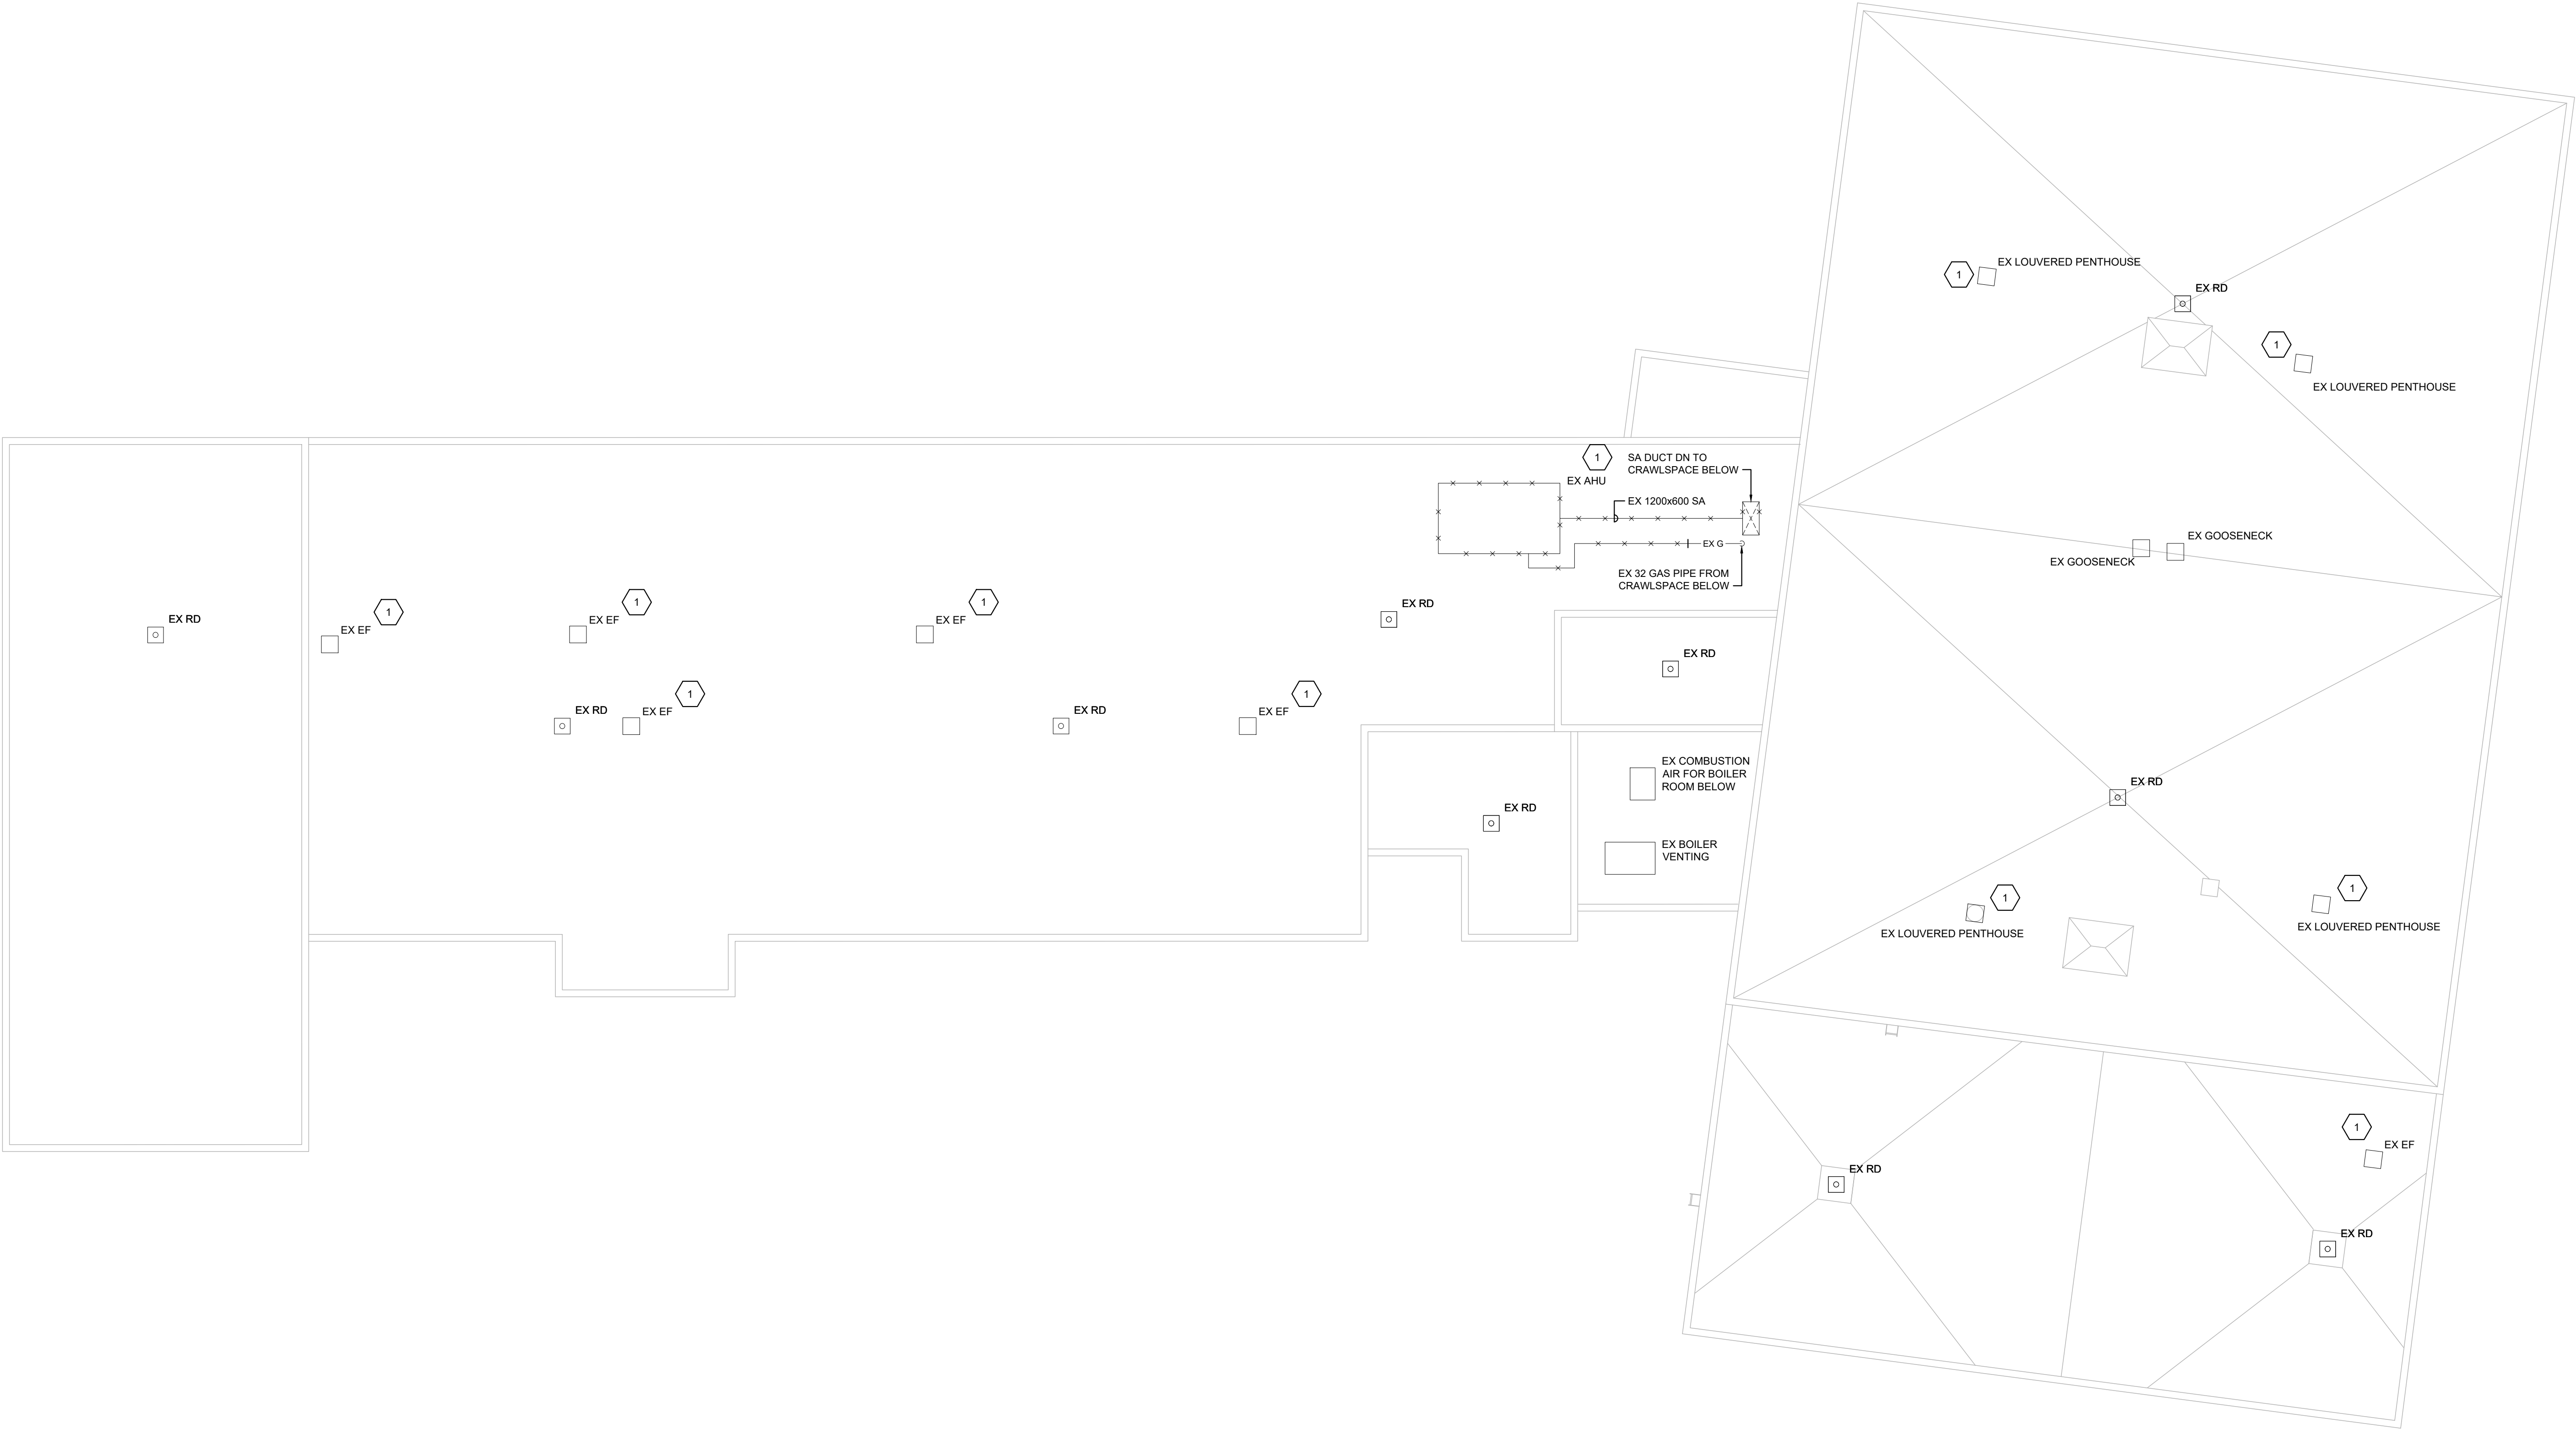 EX LOUVERED PENTHOUSE
1
EX RD
1
EX LOUVERED PENTHOUSE
1
SA DUCT DN TO
CRAWLSPACE BELOW
EX AHU
EX 1200x600 SA
EX G
EX 32 GAS PIPE FROM
CRAWLSPACE BELOW
EX GOOSENECK
EX GOOSENECK
EX RD
EX EF
1
EX EF
1
EX EF
1
EX RD
EX RD
EX RD
EX EF
1
EX RD
EX EF
1
EX COMBUSTION
AIR FOR BOILER
ROOM BELOW
EX RD
EX RD
EX BOILER
VENTING
1
EX LOUVERED PENTHOUSE
1
EX LOUVERED PENTHOUSE
1
EX EF
EX RD
EX RD